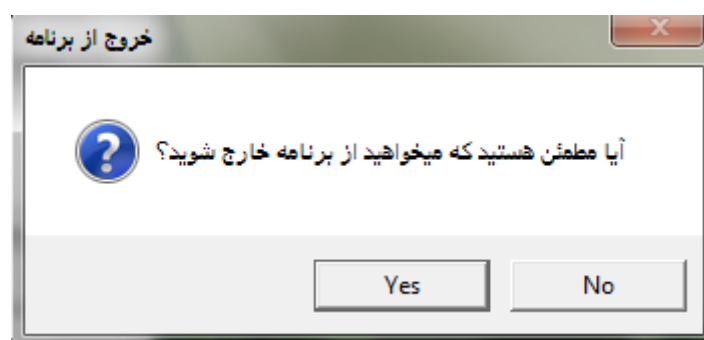 خروج از برنامه
آیا مطمئن هستید که میخواهید از برنامه خارج شوید؟
Yes
No